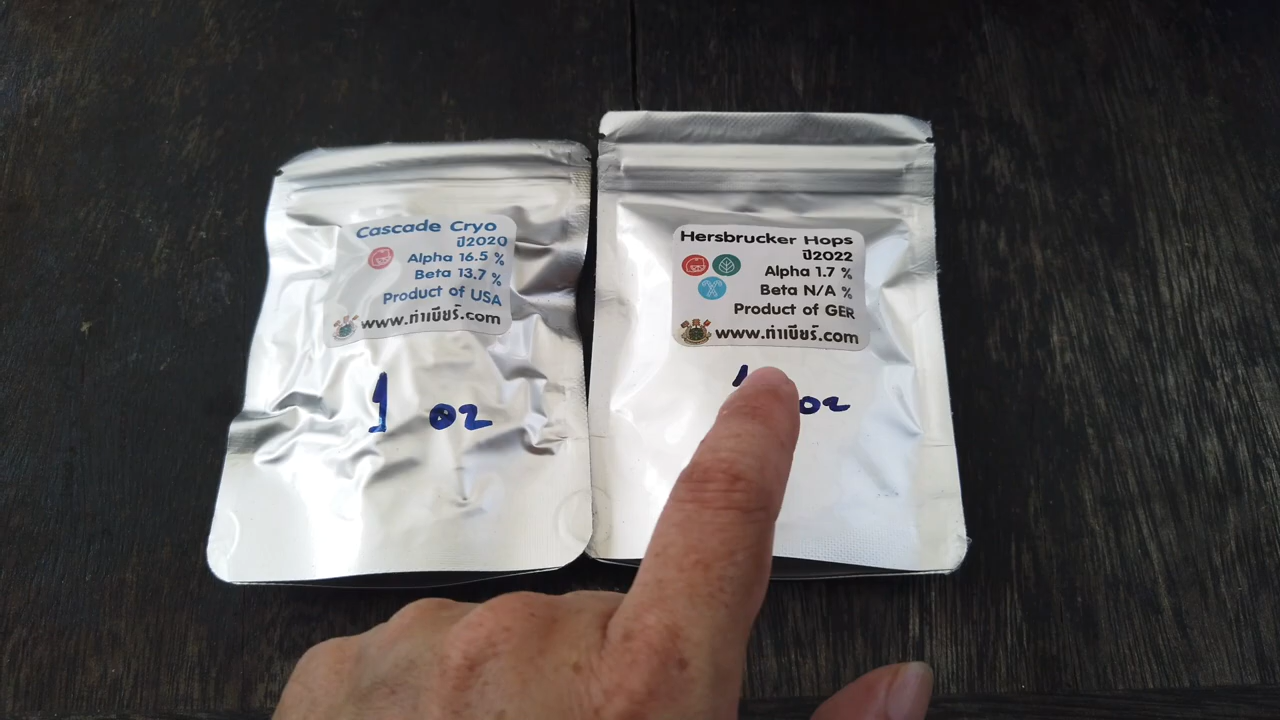 Cascade Cryo
ปี2020
Alpha 16.5 %
Beta 13.7 %
Product of USA
www.ทำเบียร์.com
1 oz
Hersbrucker Hops
ปี2022
Alpha 1.7 %
Beta N/A %
Product of GER
www.ทำเบียร์.com
1 oz